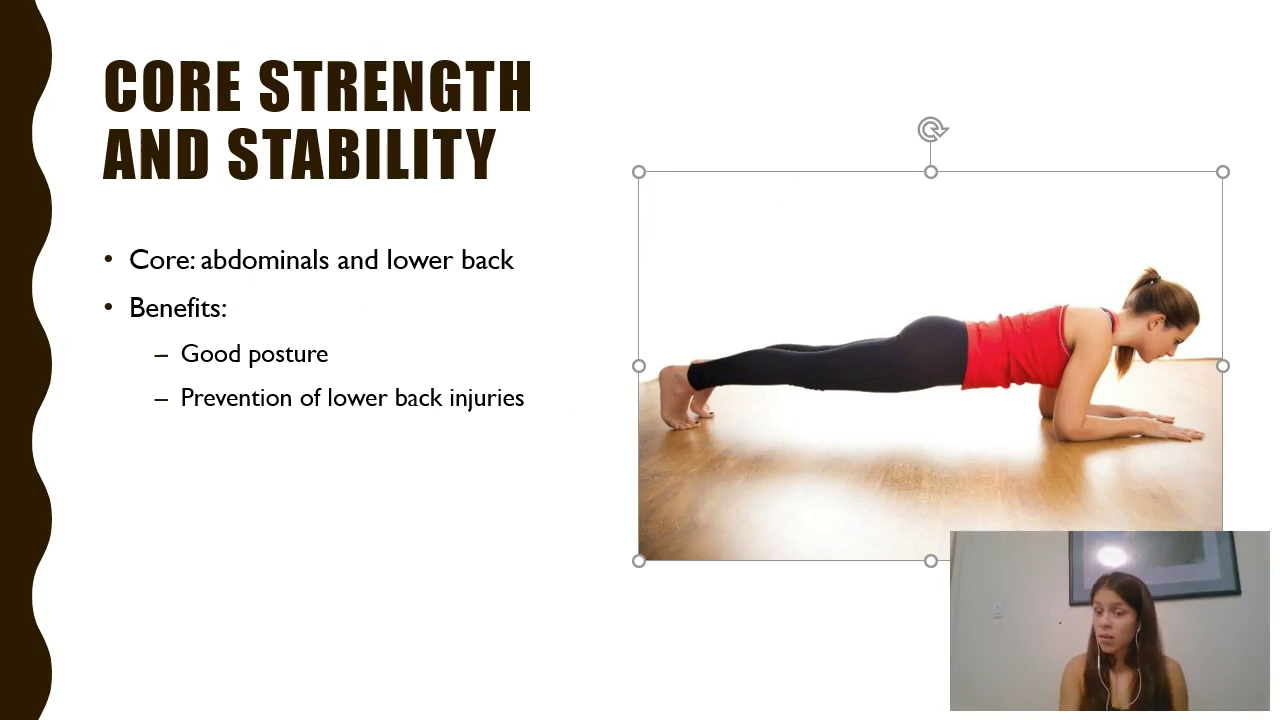 CORE STRENGTH
AND STABILITY
• Core: abdominals and lower back
• Benefits:
– Good posture
– Prevention of lower back injuries